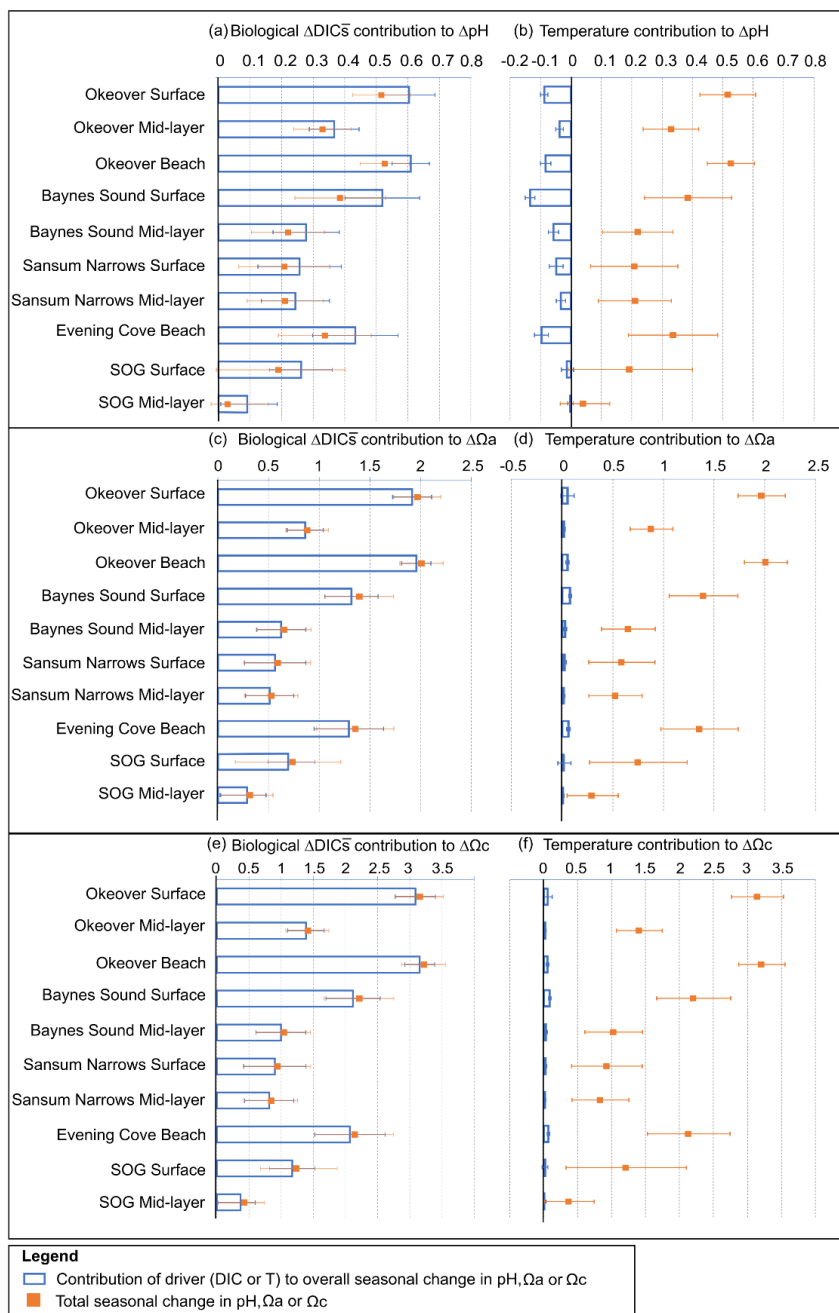 (a) Biological ΔDICs̅ contribution to ΔpH
0 0.1 0.2 0.3 0.4 0.5 0.6 0.7 0.8
(b) Temperature contribution to ΔpH
-0.2 -0.1 0 0.1 0.2 0.3 0.4 0.5 0.6 0.7 0.8
Okeover Surface
Okeover Mid-layer
Okeover Beach
Baynes Sound Surface
Baynes Sound Mid-layer
Sansum Narrows Surface
Sansum Narrows Mid-layer
Evening Cove Beach
SOG Surface
SOG Mid-layer
(c) Biological ΔDICs̅ contribution to ΔΩa
0 0.5 1 1.5 2 2.5
(d) Temperature contribution to ΔΩa
-0.5 0 0.5 1 1.5 2 2.5
Okeover Surface
Okeover Mid-layer
Okeover Beach
Baynes Sound Surface
Baynes Sound Mid-layer
Sansum Narrows Surface
Sansum Narrows Mid-layer
Evening Cove Beach
SOG Surface
SOG Mid-layer
(e) Biological ΔDICs̅ contribution to ΔΩc
0 0.5 1 1.5 2 2.5 3 3.5
(f) Temperature contribution to ΔΩc
0 0.5 1 1.5 2 2.5 3 3.5
Okeover Surface
Okeover Mid-layer
Okeover Beach
Baynes Sound Surface
Baynes Sound Mid-layer
Sansum Narrows Surface
Sansum Narrows Mid-layer
Evening Cove Beach
SOG Surface
SOG Mid-layer
Legend
Contribution of driver (DIC or T) to overall seasonal change in pH,Ωa or Ωc
Total seasonal change in pH,Ωa or Ωc